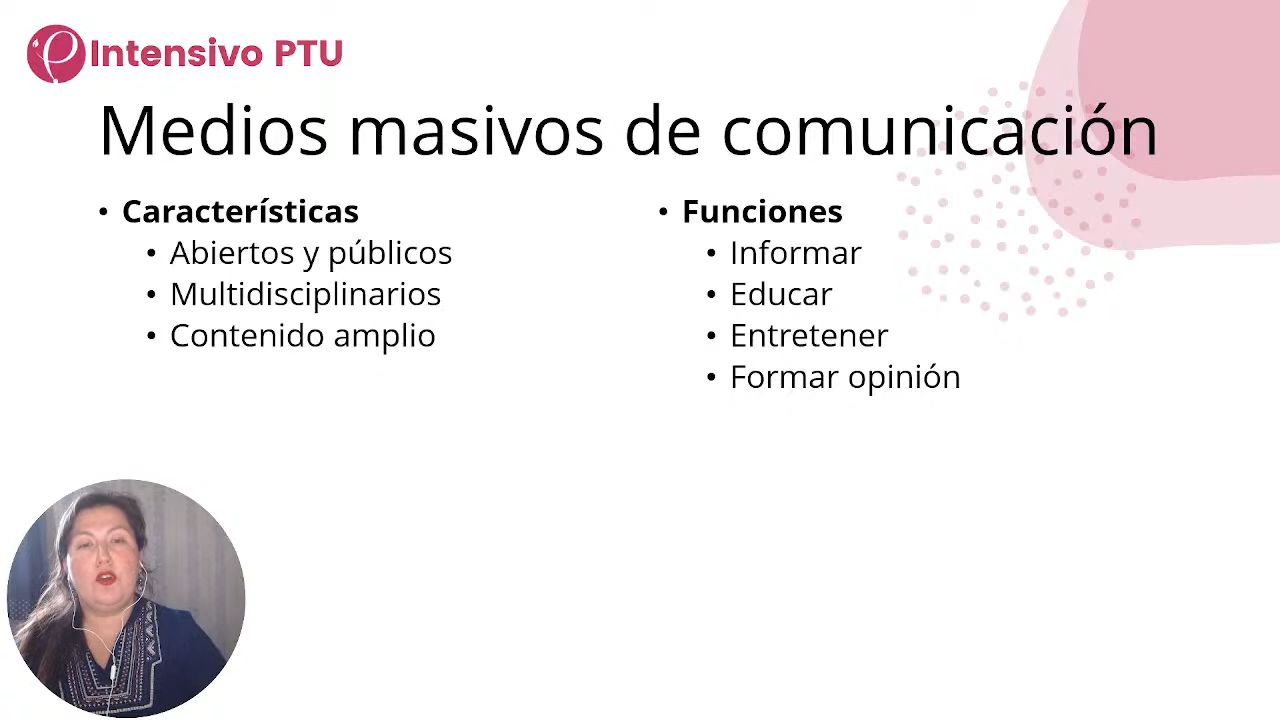 Intensivo PTU
Medios masivos de comunicación
• Características
• Abiertos y públicos
• Multidisciplinarios
• Contenido amplio
• Funciones
• Informar
• Educar
• Entretener
• Formar opinión